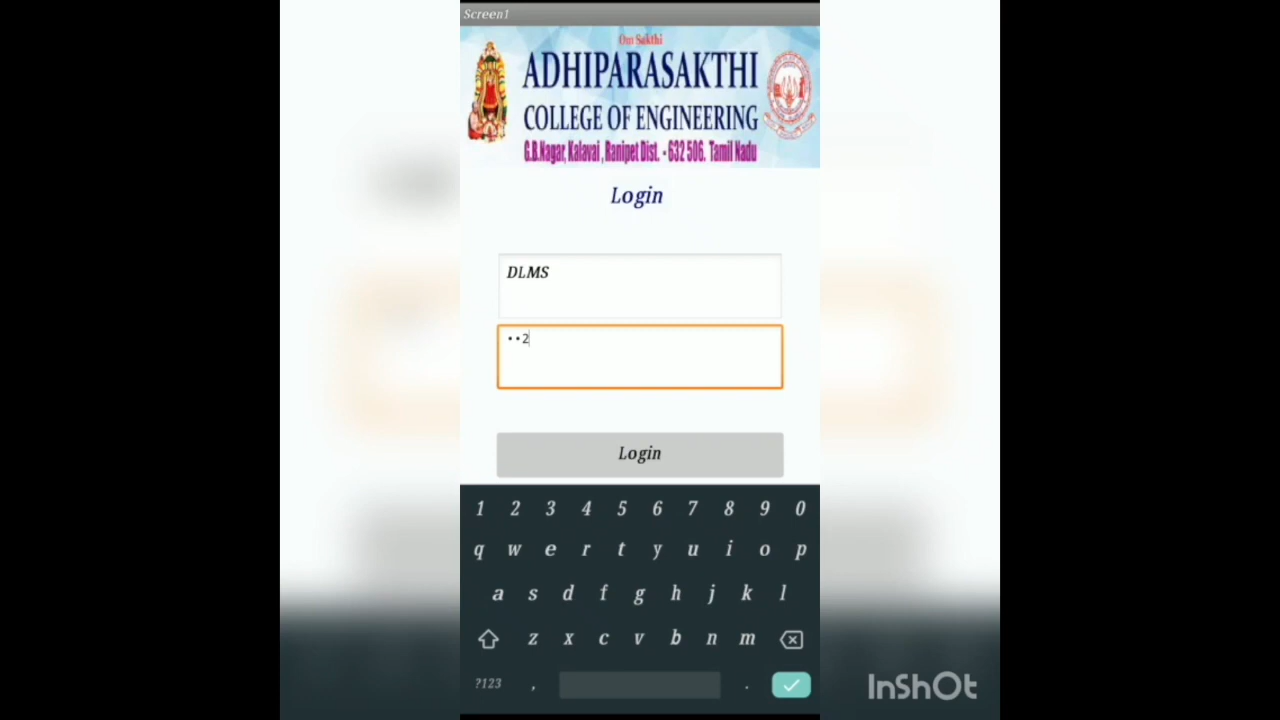 Screen1
Om Sakthi
ADHIPARASAKTHI
COLLEGE OF ENGINEERING
G.B.Nagar, Kalavai, Ranipet Dist. - 632 506. Tamil Nadu
Login
DLMS
••2
Login
1 2 3 4 5 6 7 8 9 0
q w e r t y u i o p
a s d f g h j k l
z x c v b n m
?123 , .
InShOt